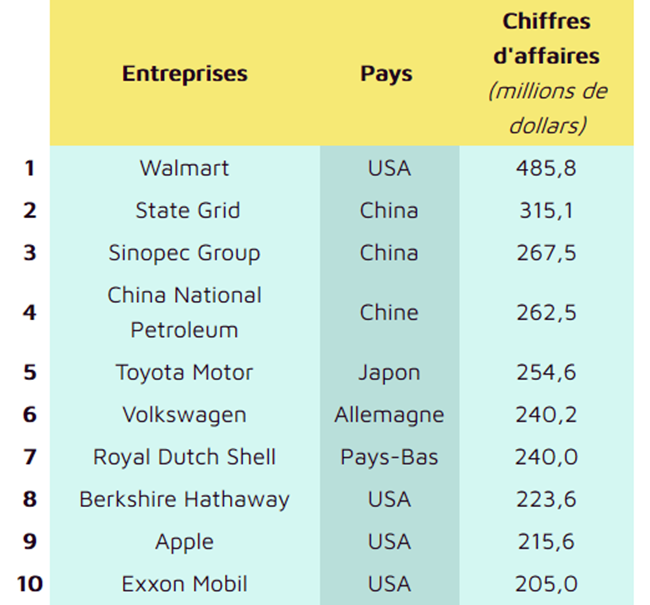 Entreprises Pays Chiffres
d'affaires
(millions de
dollars)
1 Walmart USA 485,8
2 State Grid China 315,1
3 Sinopec Group China 267,5
4 China National
Petroleum Chine 262,5
5 Toyota Motor Japon 254,6
6 Volkswagen Allemagne 240,2
7 Royal Dutch Shell Pays-Bas 240,0
8 Berkshire Hathaway USA 223,6
9 Apple USA 215,6
10 Exxon Mobil USA 205,0